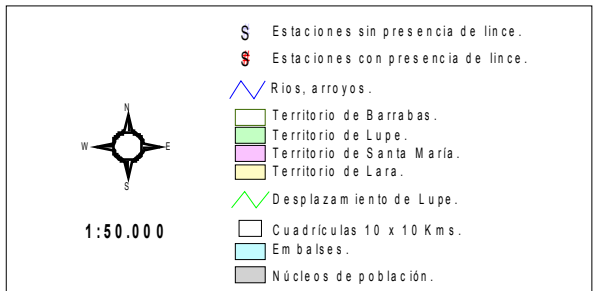 S Estaciones sin presencia de lince.
S Estaciones con presencia de lince.
Rios, arroyos.
N
W E
S
Territorio de Barrabas.
Territorio de Lupe.
Territorio de Santa María.
Territorio de Lara.
Desplazamiento de Lupe.
1:50.000
Cuadrículas 10 x 10 Kms.
Embalses.
Núcleos de población.